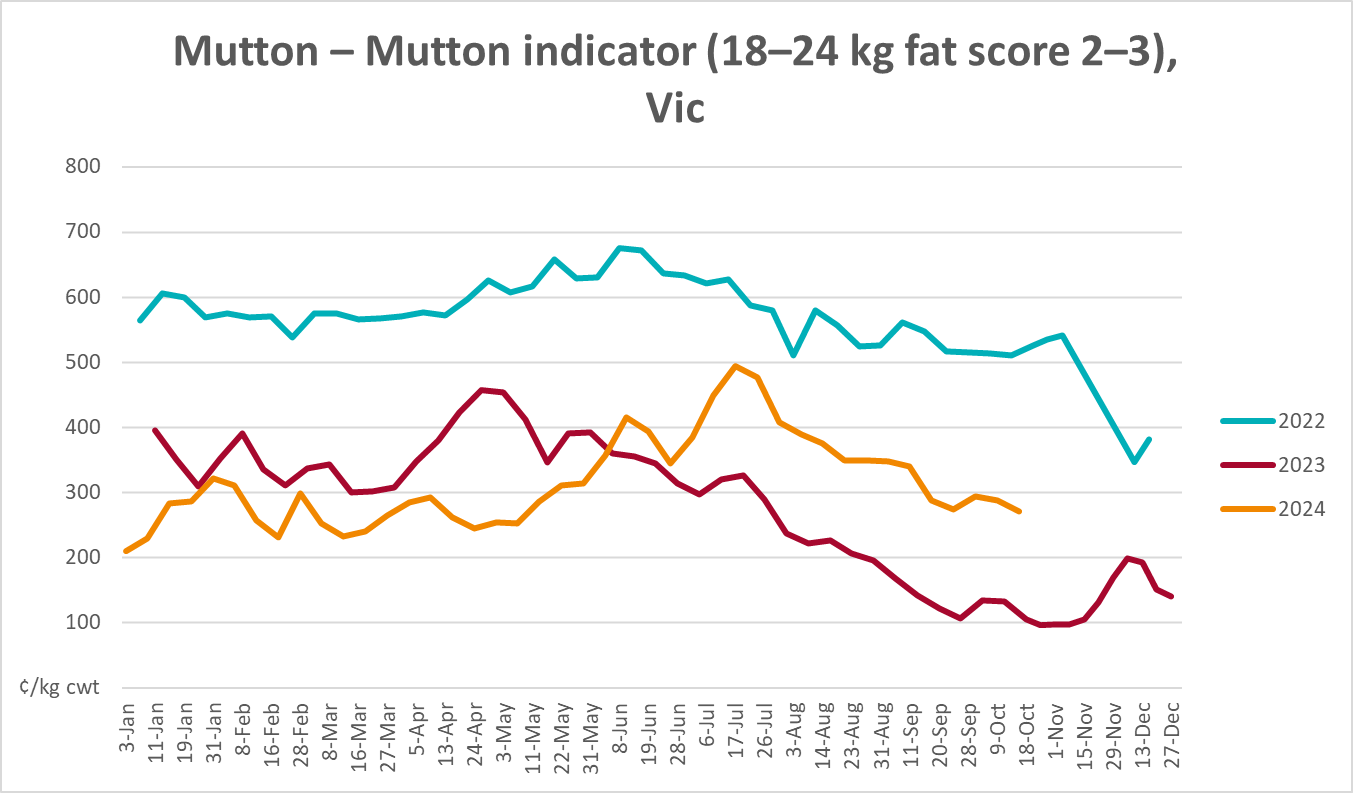 Mutton – Mutton indicator (18–24 kg fat score 2–3),
Vic
800
700
600
500
400
300
200
100
¢/kg cwt
3-Jan
11-Jan
19-Jan
31-Jan
8-Feb
16-Feb
28-Feb
8-Mar
16-Mar
27-Mar
5-Apr
13-Apr
24-Apr
3-May
11-May
22-May
31-May
8-Jun
19-Jun
28-Jun
6-Jul
17-Jul
26-Jul
3-Aug
14-Aug
23-Aug
31-Aug
11-Sep
20-Sep
28-Sep
9-Oct
18-Oct
1-Nov
15-Nov
29-Nov
13-Dec
27-Dec
2022
2023
2024